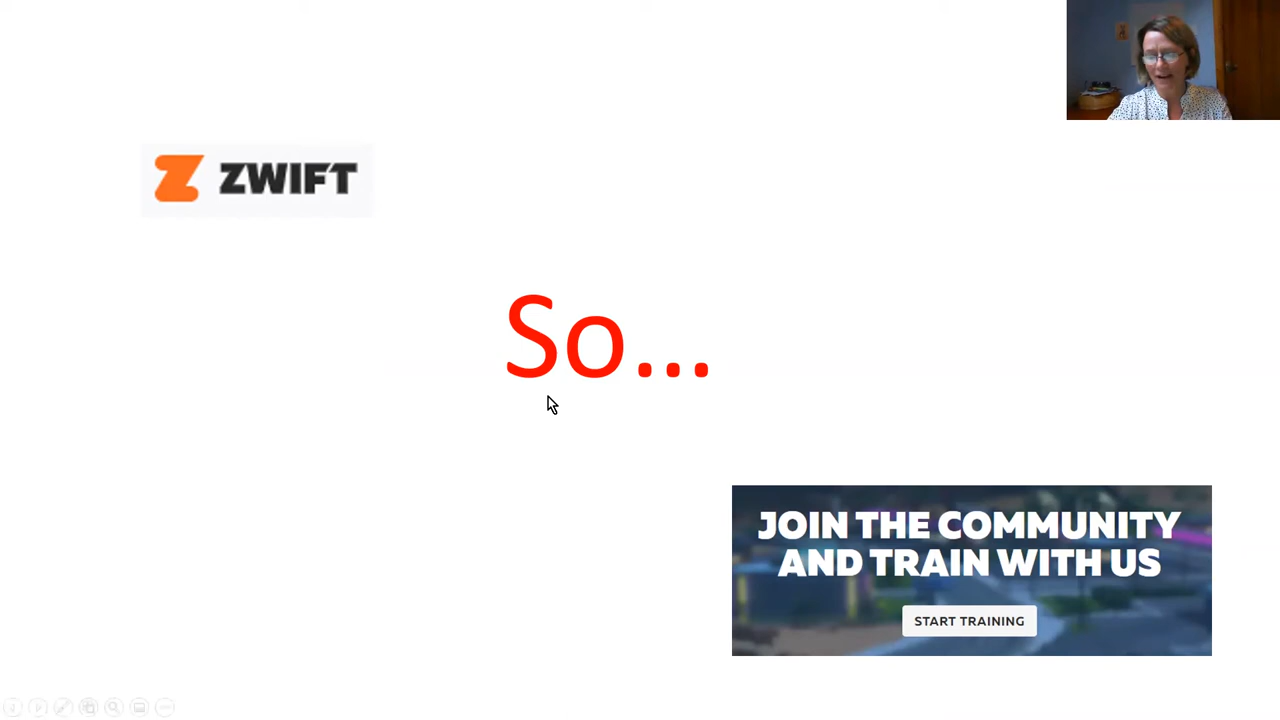 ZWIFT
So...
JOIN THE COMMUNITY
AND TRAIN WITH US
START TRAINING